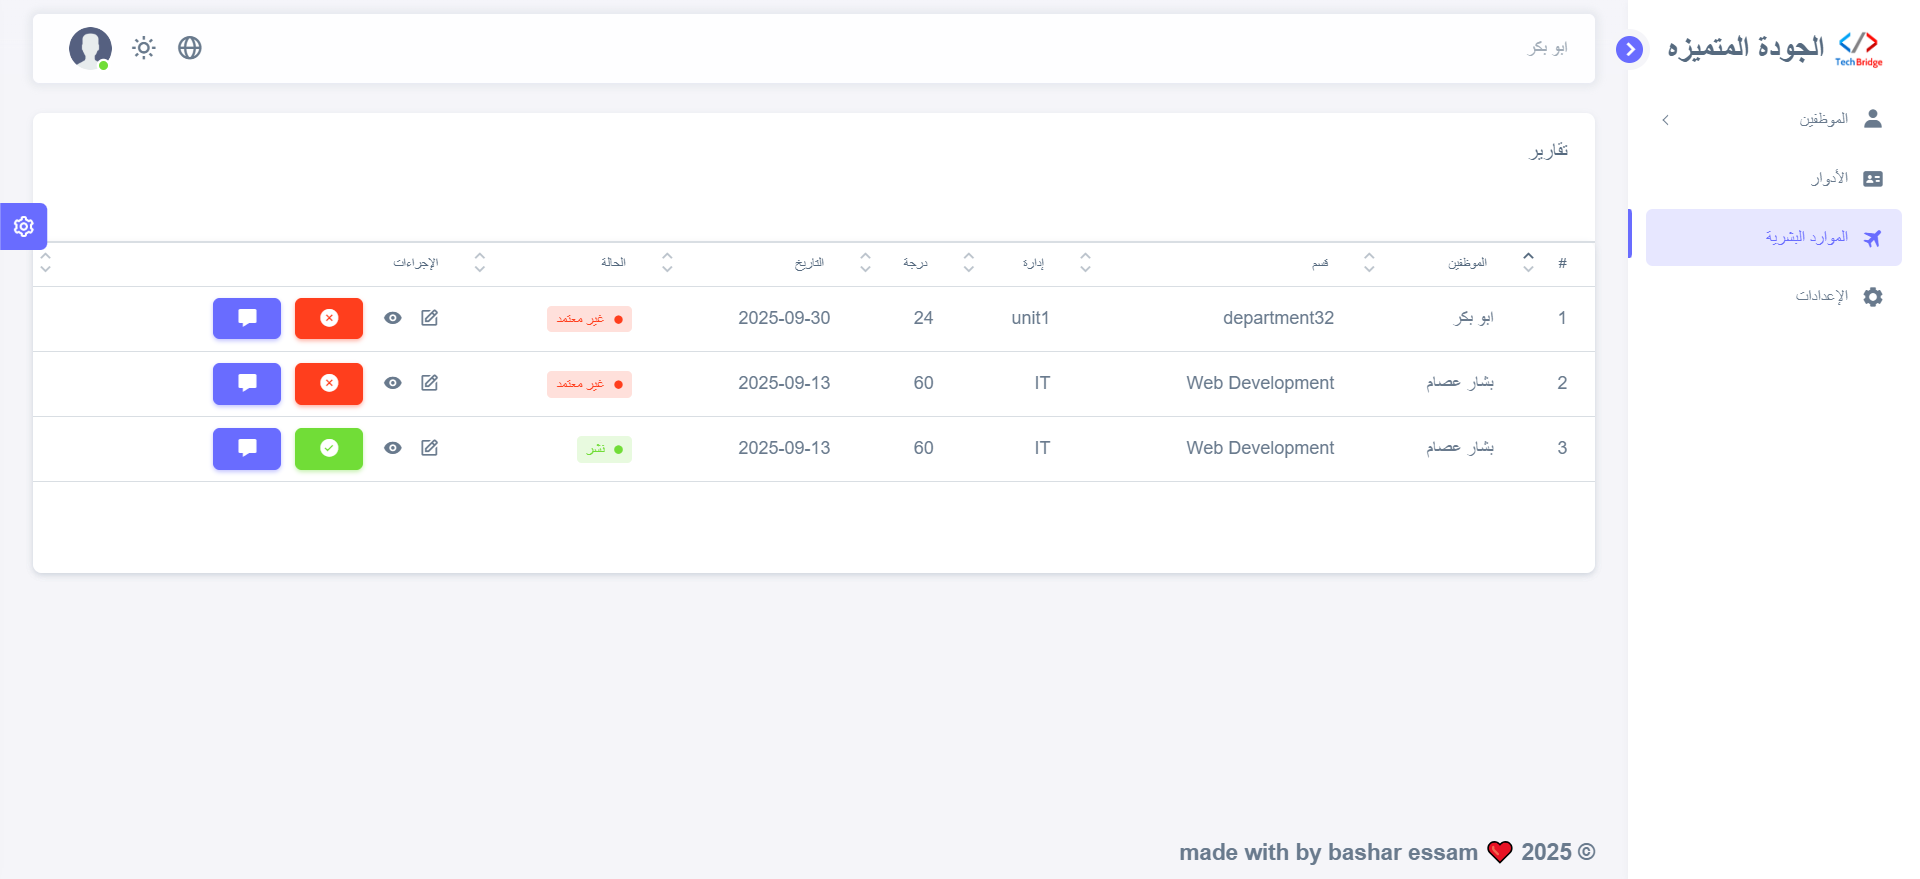 TechBridge
الجودة المتميزه
الموظفين
الأدوار
الموارد البشرية
الإعدادات
ابو بكر
تقارير
# الموظفين قسم إدارة درجة التاريخ الحالة الإجراءات
1 ابو بكر department32 unit1 24 2025-09-30 غير معتمد
2 بشار عصام Web Development IT 60 2025-09-13 غير معتمد
3 بشار عصام Web Development IT 60 2025-09-13 نشر
© 2025 ❤️ made with by bashar essam